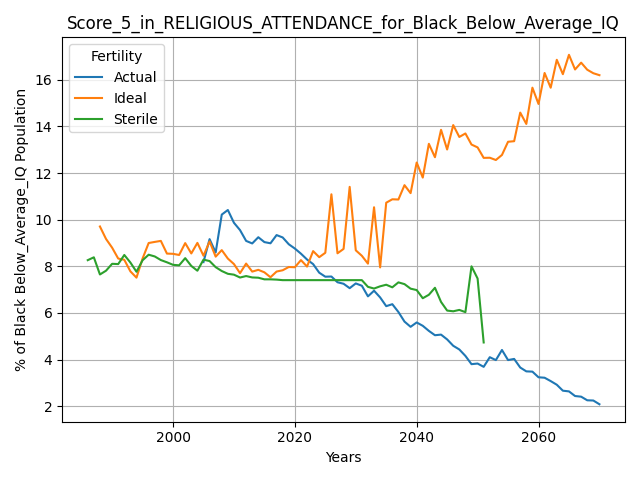 Score_5_in_RELIGIOUS_ATTENDANCE_for_Black_Below_Average_IQ
Fertility
Actual
Ideal
Sterile
% of Black Below_Average_IQ Population
16
14
12
10
8
6
4
2
2000 2020 2040 2060
Years